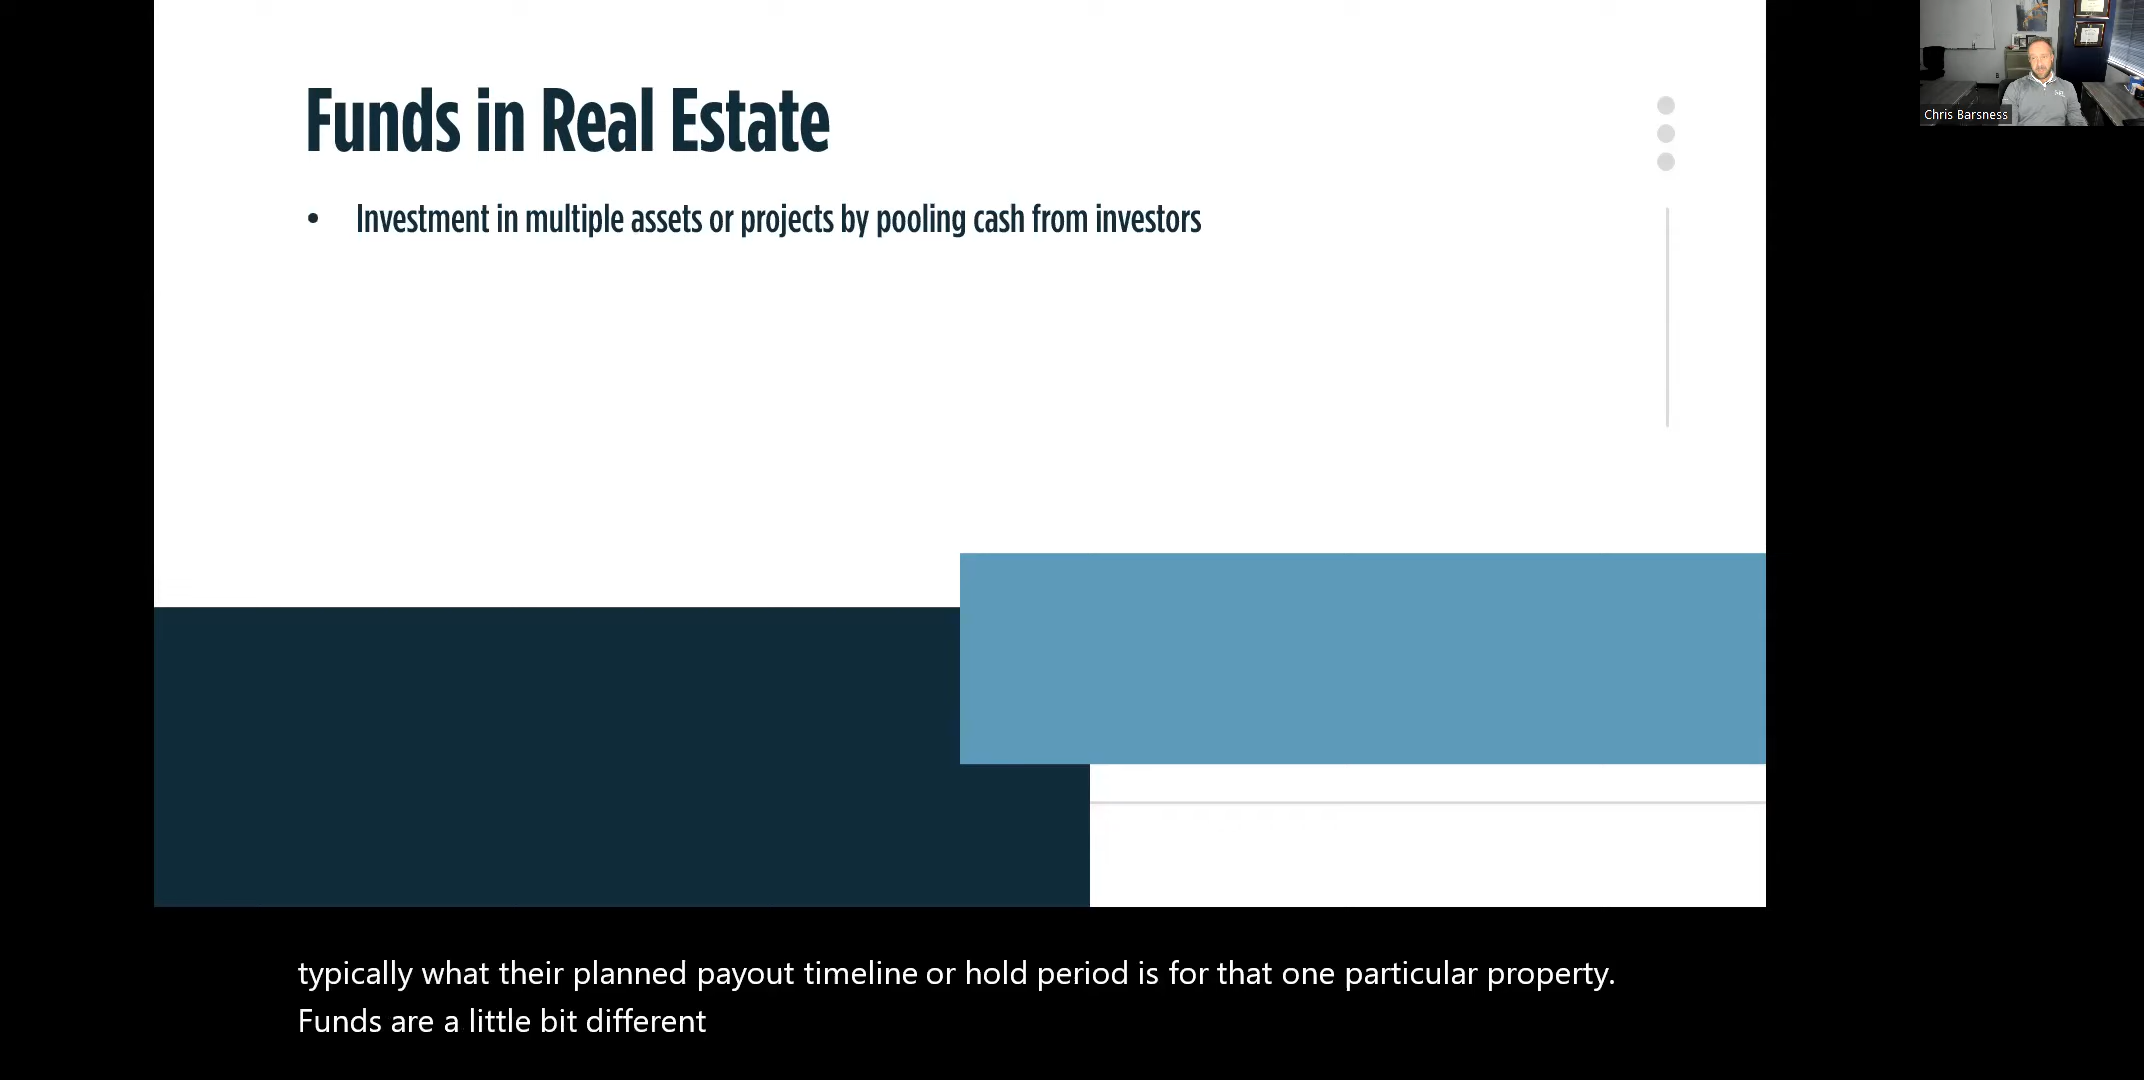 Funds in Real Estate
• Investment in multiple assets or projects by pooling cash from investors
Chris Barsness
typically what their planned payout timeline or hold period is for that one particular property.
Funds are a little bit different